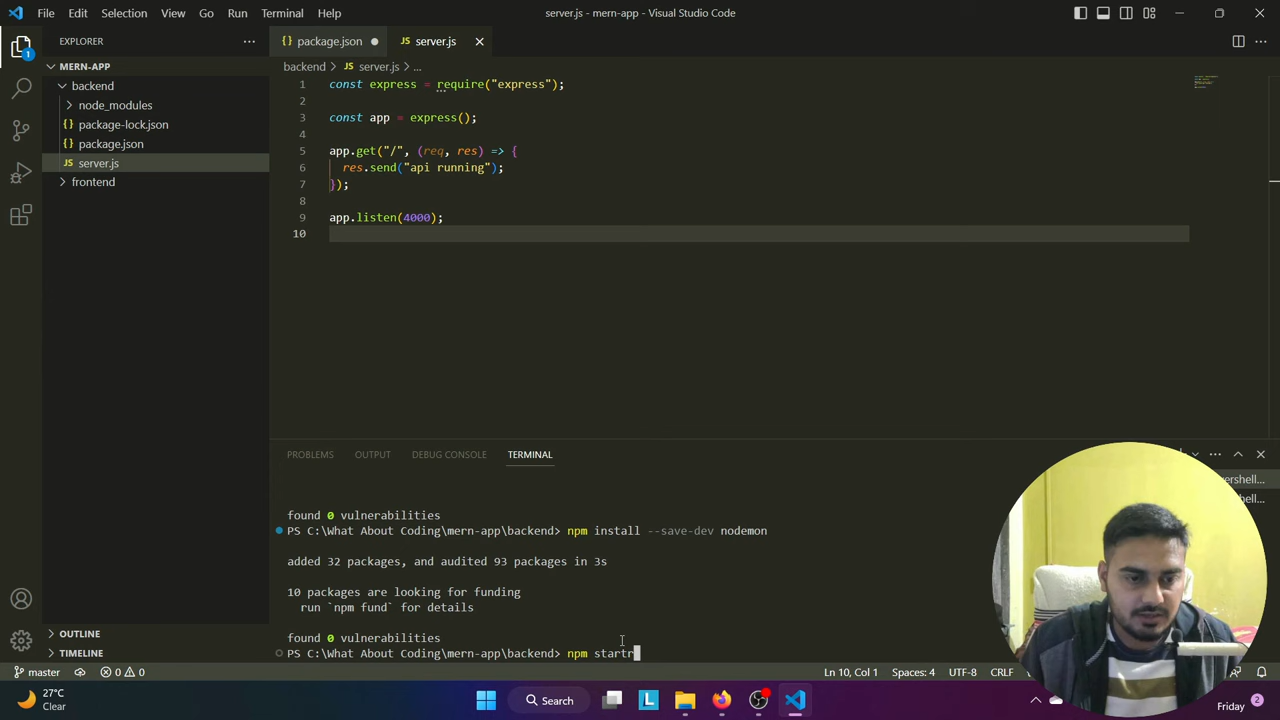 File Edit Selection View Go Run Terminal Help
server.js - mern-app - Visual Studio Code
EXPLORER
package.json
server.js
MERN-APP
backend
node_modules
package-lock.json
package.json
server.js
frontend
backend > JS server.js > ...
1 const express = require("express");
2
3 const app = express();
4
5 app.get("/", (req, res) => {
6 res.send("api running");
7 });
8
9 app.listen(4000);
10
PROBLEMS OUTPUT DEBUG CONSOLE TERMINAL
found 0 vulnerabilities
PS C:\What About Coding\mern-app\backend> npm install --save-dev nodemon
added 32 packages, and audited 93 packages in 3s
10 packages are looking for funding
run `npm fund` for details
found 0 vulnerabilities
PS C:\What About Coding\mern-app\backend> npm startr
ershell...
ershell...
OUTLINE
TIMELINE
master 0 0
Ln 10, Col 1 Spaces: 4 UTF-8 CRLF
27°C
Clear
Search
Friday 2